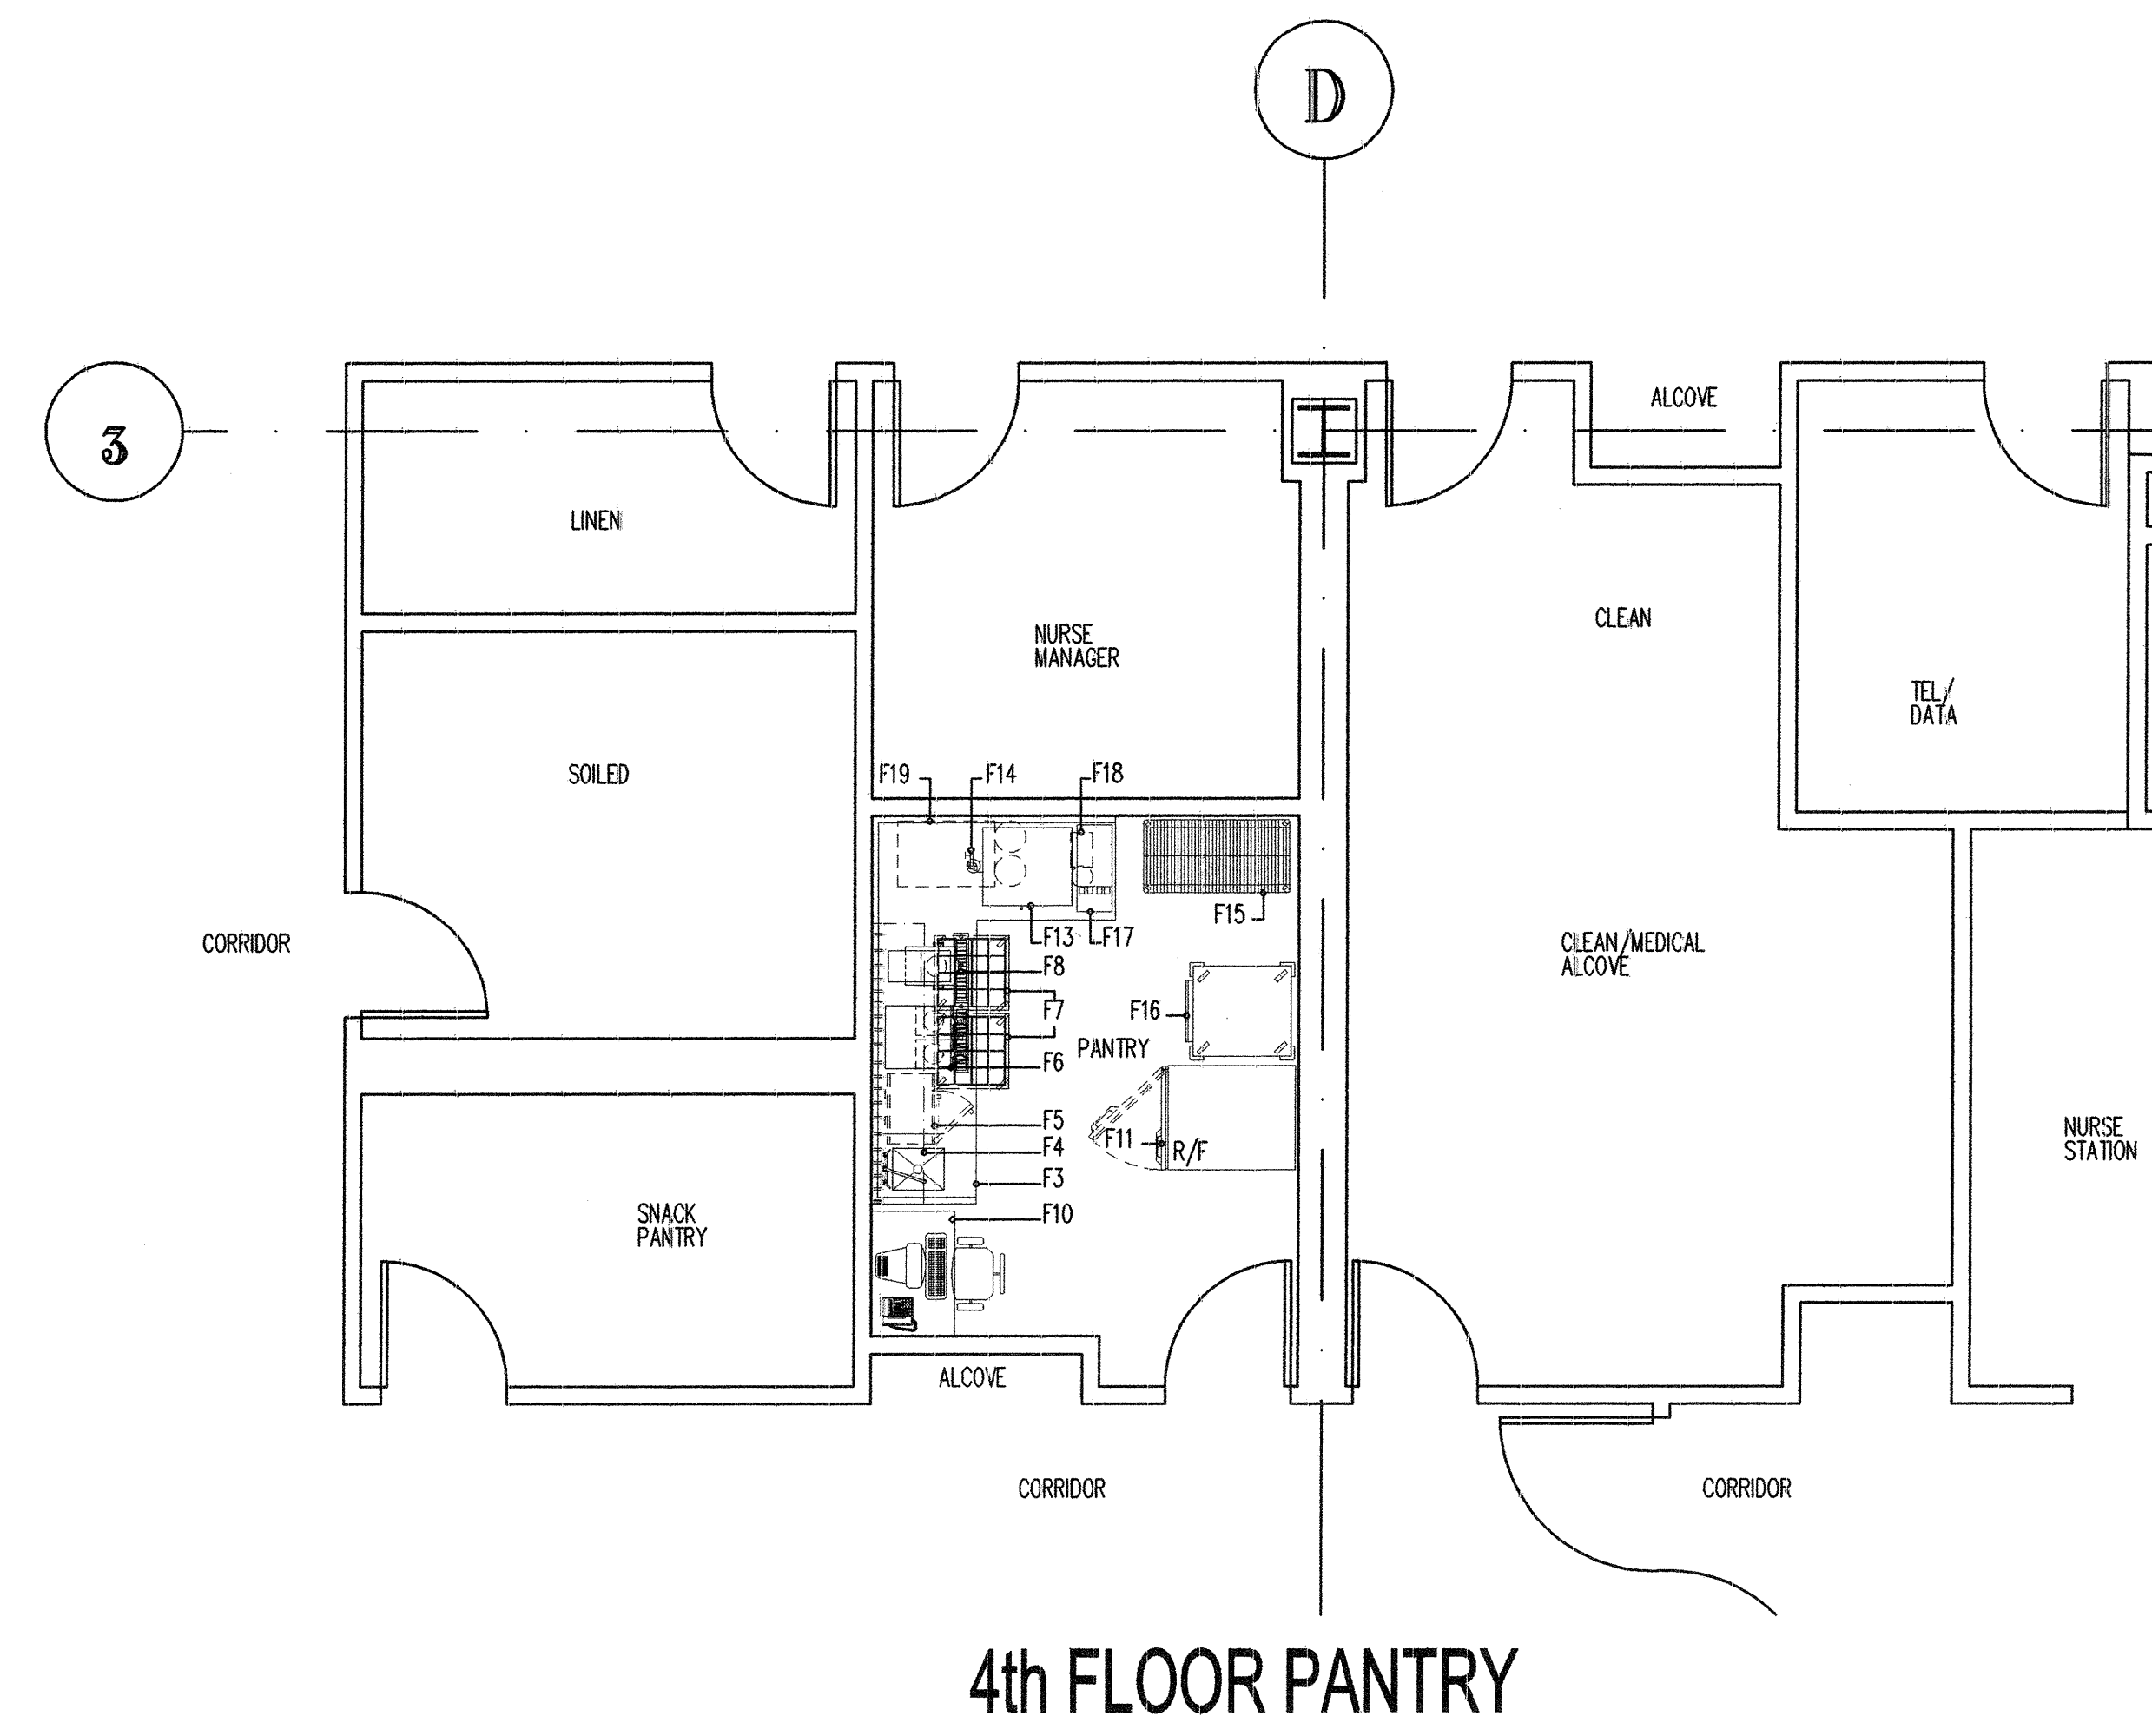 D
3
ALCOVE
LINEN
CLEAN
NURSE
MANAGER
TEL/
DATA
SOILED
F19
F14
F18
F15
CORRIDOR
F13
F17
CLEAN/MEDICAL
ALCOVE
F8
F7
F16
PANTRY
F6
F5
F11
R/F
F4
NURSE
STATION
F3
SNACK
PANTRY
F10
ALCOVE
CORRIDOR
CORRIDOR
4th FLOOR PANTRY